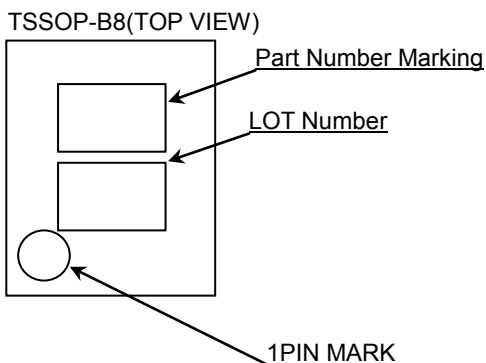 TSSOP-B8(TOP VIEW)
Part Number Marking
LOT Number
1PIN MARK